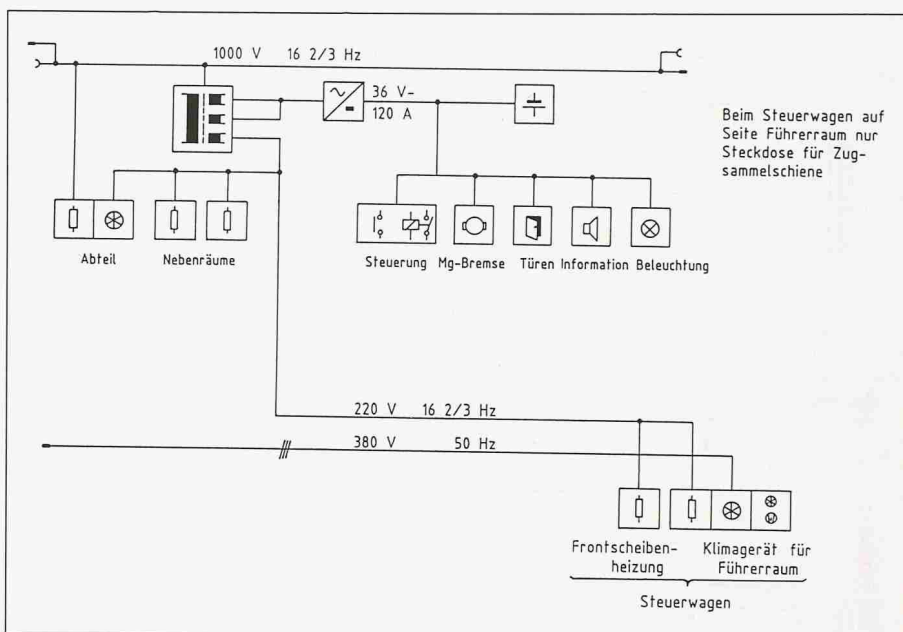 1000 V 16 2/3 Hz
36 V-
120 A
Beim Steuerwagen auf
Seite Führerraum nur
Steckdose für Zug-
sammelschiene
Abteil
Nebenräume
Steuerung
Mg-Bremse
Türen
Information
Beleuchtung
220 V 16 2/3 Hz
380 V 50 Hz
Frontscheiben-
heizung
Klimagerät für
Führerraum
Steuerwagen